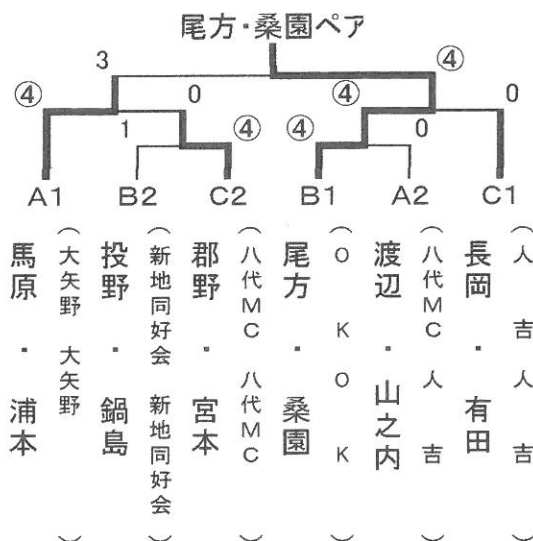 尾方・桑園ペア
3 ④
④ 0 ④ 0
1 ④ ④ 0
A1 B2 C2 B1 A2 C1
馬原・浦本
(大矢野 大矢野)
投野・鍋島
(新地同好会 新地同好会)
郡野・宮本
(八代MC 八代MC)
尾方・桑園
(OK OK)
渡辺・山之内
(八代MC 人吉)
長岡・有田
(人吉 人吉)